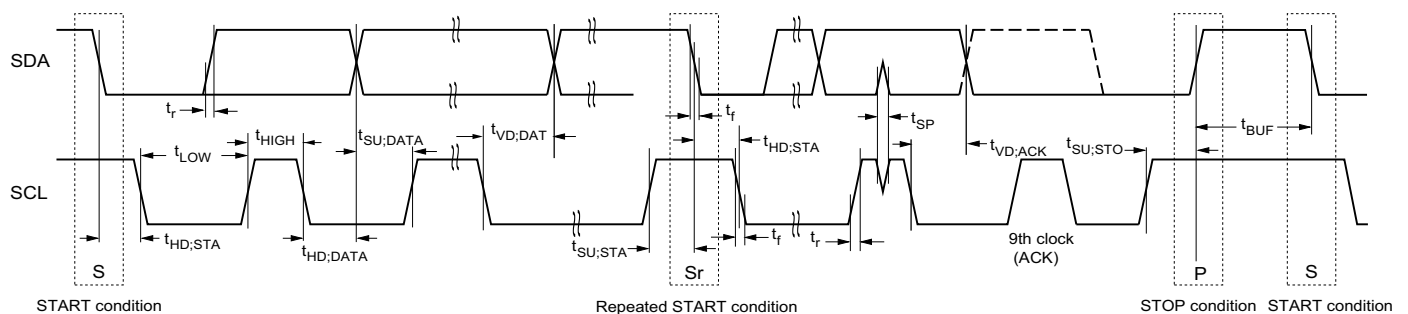 SDA
t_r
t_f
t_SP
t_BUF
t_HIGH
t_SU;DATA
t_VD;DAT
t_HD;STA
t_LOW
t_VD;ACK
t_SU;STO
SCL
t_HD;STA
t_HD;DATA
t_SU;STA
t_f
t_r
9th clock
(ACK)
S
Sr
P
S
START condition
Repeated START condition
STOP condition
START condition